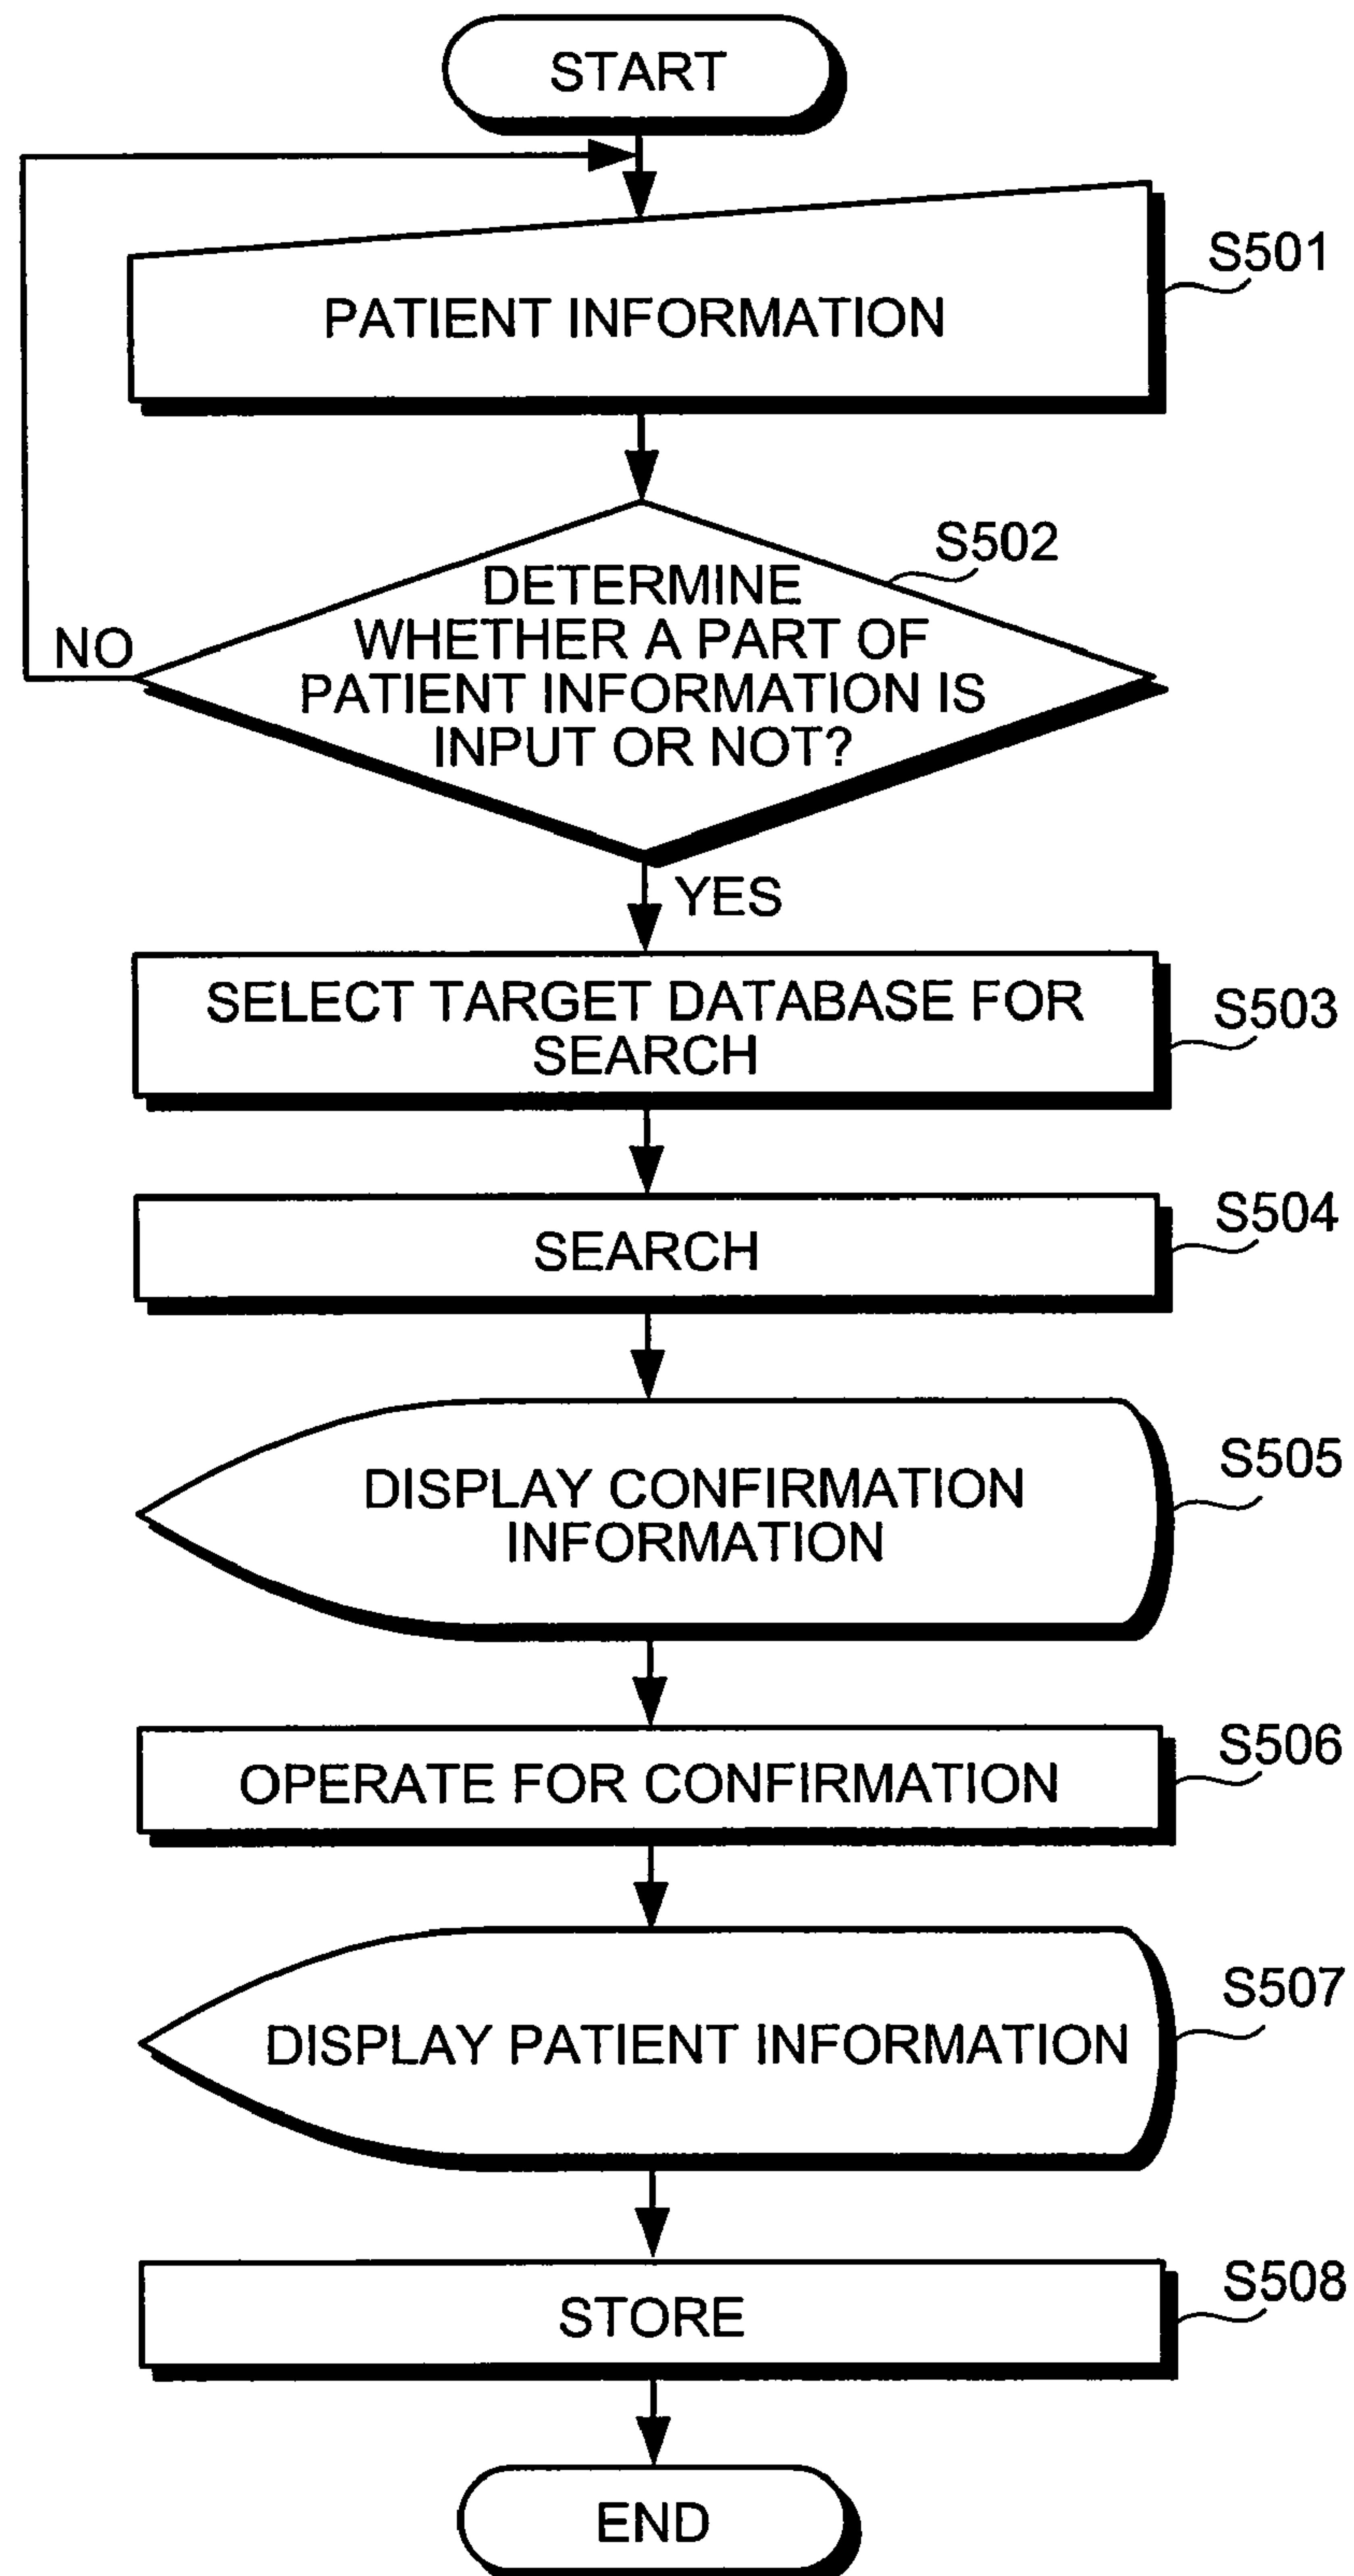 START
PATIENT INFORMATION
S501
DETERMINE
WHETHER A PART OF
PATIENT INFORMATION IS
INPUT OR NOT?
S502
NO
YES
SELECT TARGET DATABASE FOR
SEARCH
S503
SEARCH
S504
DISPLAY CONFIRMATION
INFORMATION
S505
OPERATE FOR CONFIRMATION
S506
DISPLAY PATIENT INFORMATION
S507
STORE
S508
END